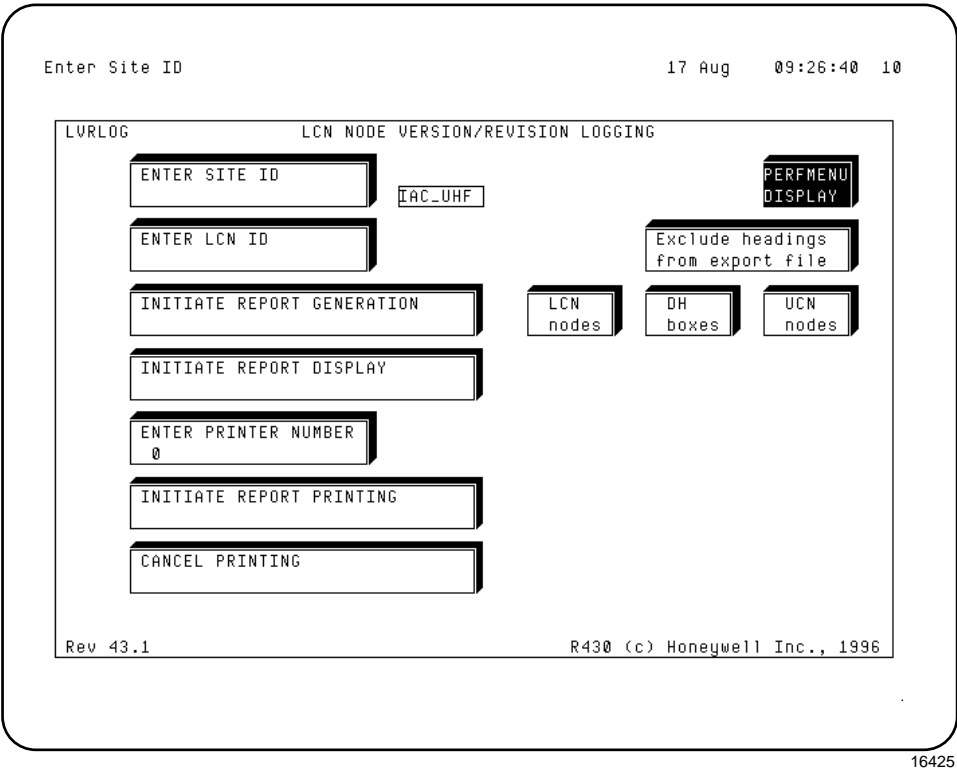 Enter Site ID 17 Aug 09:26:40 10
LVRLOG LCN NODE VERSION/REVISION LOGGING
ENTER SITE ID
IAC_UHF
PERFMENU
DISPLAY
ENTER LCN ID
Exclude headings
from export file
INITIATE REPORT GENERATION
LCN
nodes
DH
boxes
UCN
nodes
INITIATE REPORT DISPLAY
ENTER PRINTER NUMBER
0
INITIATE REPORT PRINTING
CANCEL PRINTING
Rev 43.1 R430 (c) Honeywell Inc., 1996
16425